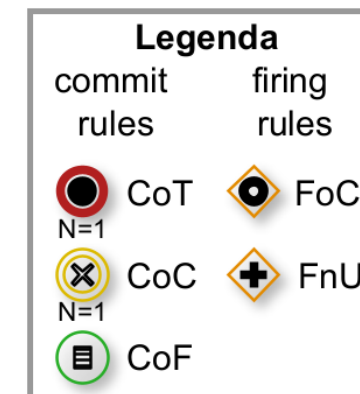 Legenda
commit firing
rules rules
CoT FoC
N=1
CoC FnU
N=1
CoF